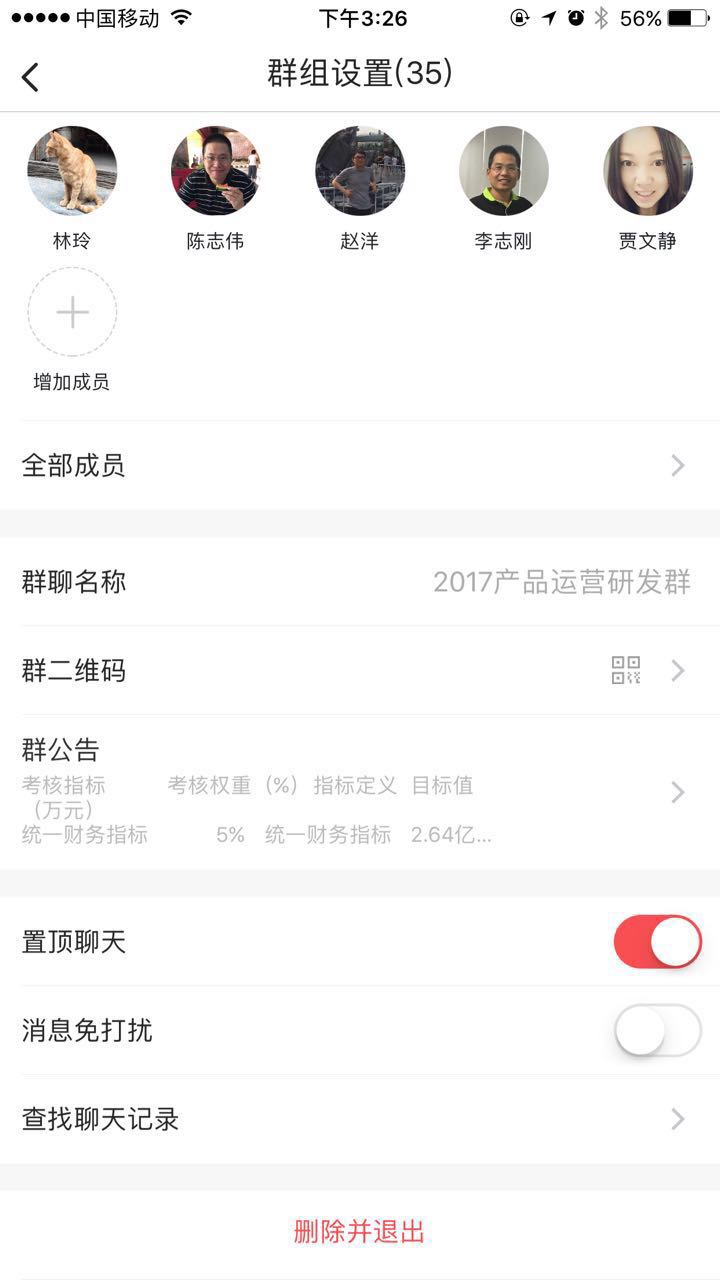 中国移动 下午3:26 56%
群组设置(35)
林玲 陈志伟 赵洋 李志刚 贾文静
增加成员
全部成员
群聊名称 2017产品运营研发群
群二维码
群公告
考核指标 考核权重（%） 指标定义 目标值
（万元）
统一财务指标 5% 统一财务指标 2.64亿...
置顶聊天
消息免打扰
查找聊天记录
删除并退出